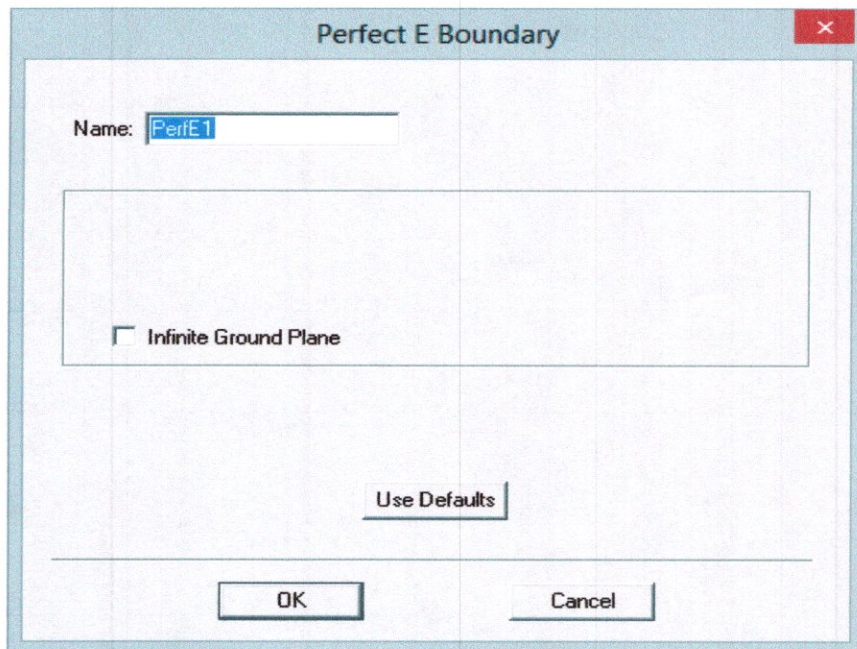 Perfect E Boundary
Name: PerfE1
Infinite Ground Plane
Use Defaults
OK Cancel